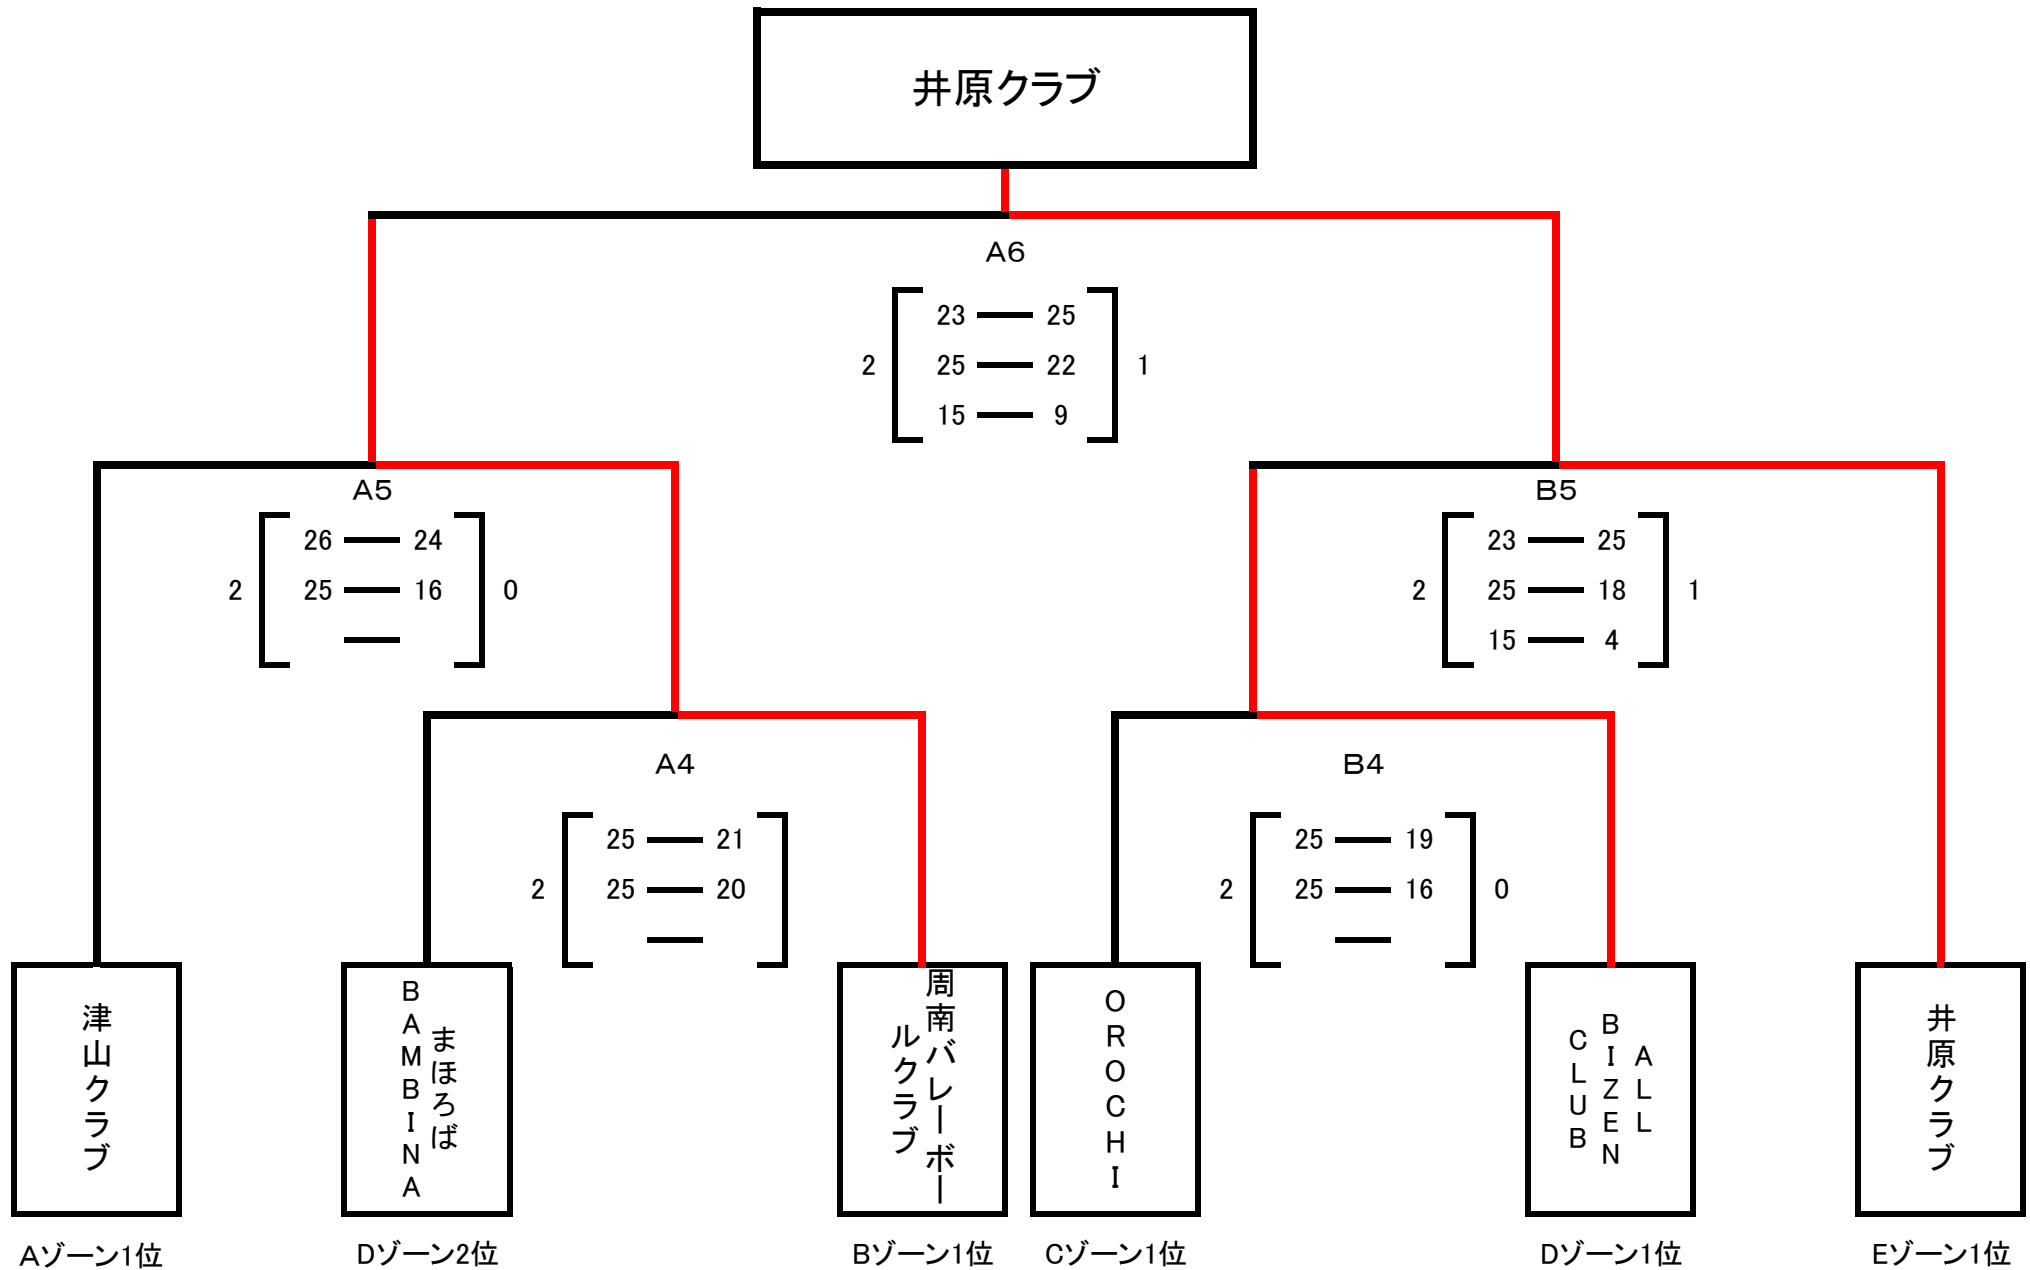 井原クラブ
A6
23 ― 25
2 25 ― 22 1
15 ― 9
A5
26 ― 24
2 25 ― 16 0
―
B5
23 ― 25
2 25 ― 18 1
15 ― 4
A4
25 ― 21
2 25 ― 20
―
B4
25 ― 19
2 25 ― 16 0
―
津山クラブ
まほろば
BAMBINA
周南バレーボー
ルクラブ
OROCHI
ALL
BIZEN
CLUB
井原クラブ
Aゾーン1位
Dゾーン2位
Bゾーン1位
Cゾーン1位
Dゾーン1位
Eゾーン1位